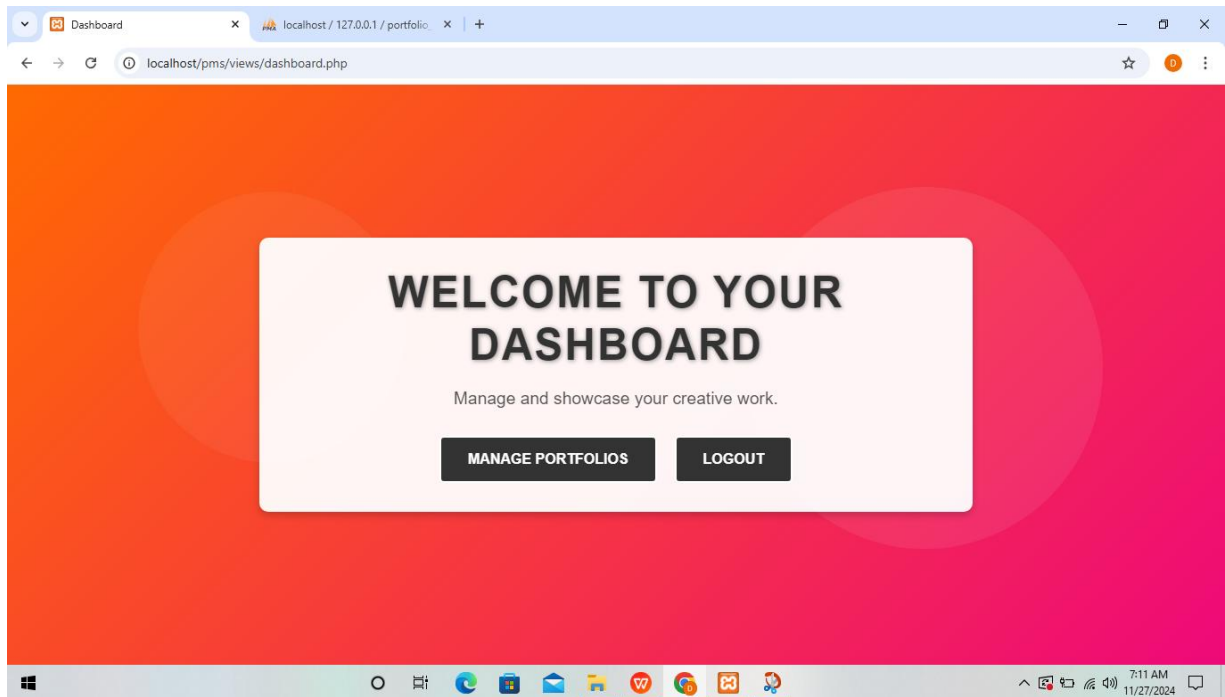 Dashboard
localhost / 127.0.0.1 / portfolio_
localhost/pms/views/dashboard.php
D
WELCOME TO YOUR
DASHBOARD
Manage and showcase your creative work.
MANAGE PORTFOLIOS
LOGOUT
7:11 AM
11/27/2024